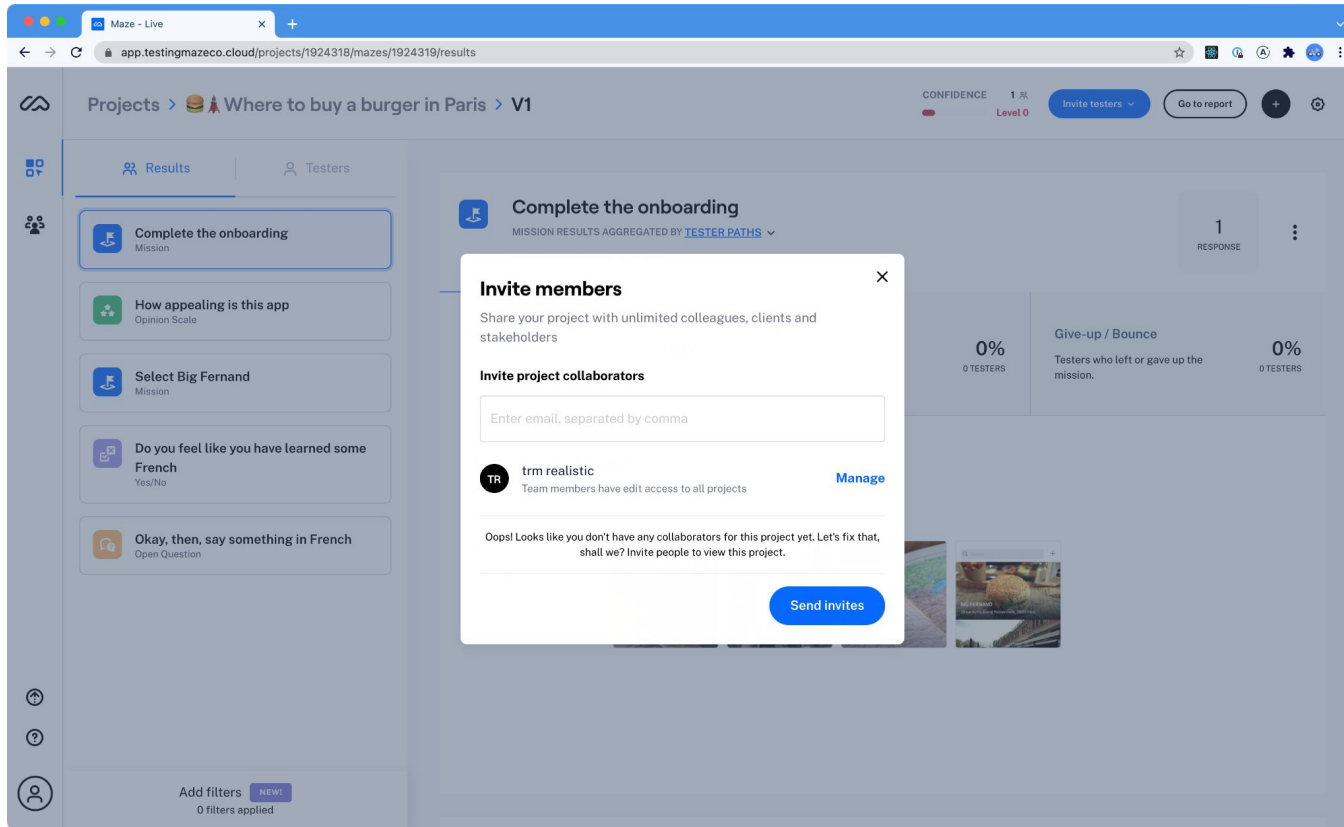 Maze - Live
app.testingmazeco.cloud/projects/1924318/mazes/1924319/results
Projects > 🍔🗼 Where to buy a burger in Paris > V1
CONFIDENCE 1
Level 0
Invite testers
Go to report
Results
Testers
Complete the onboarding
Mission
How appealing is this app
Opinion Scale
Select Big Fernand
Mission
Do you feel like you have learned some
French
Yes/No
Okay, then, say something in French
Open Question
Add filters NEW!
0 filters applied
Complete the onboarding
MISSION RESULTS AGGREGATED BY TESTER PATHS
1
RESPONSE
0%
0 TESTERS
Give-up / Bounce
Testers who left or gave up the
mission.
0%
0 TESTERS
Invite members
Share your project with unlimited colleagues, clients and
stakeholders
Invite project collaborators
Enter email, separated by comma
TR
trm realistic
Team members have edit access to all projects
Manage
Oops! Looks like you don't have any collaborators for this project yet. Let's fix that,
shall we? Invite people to view this project.
Send invites
BIG FERNAND